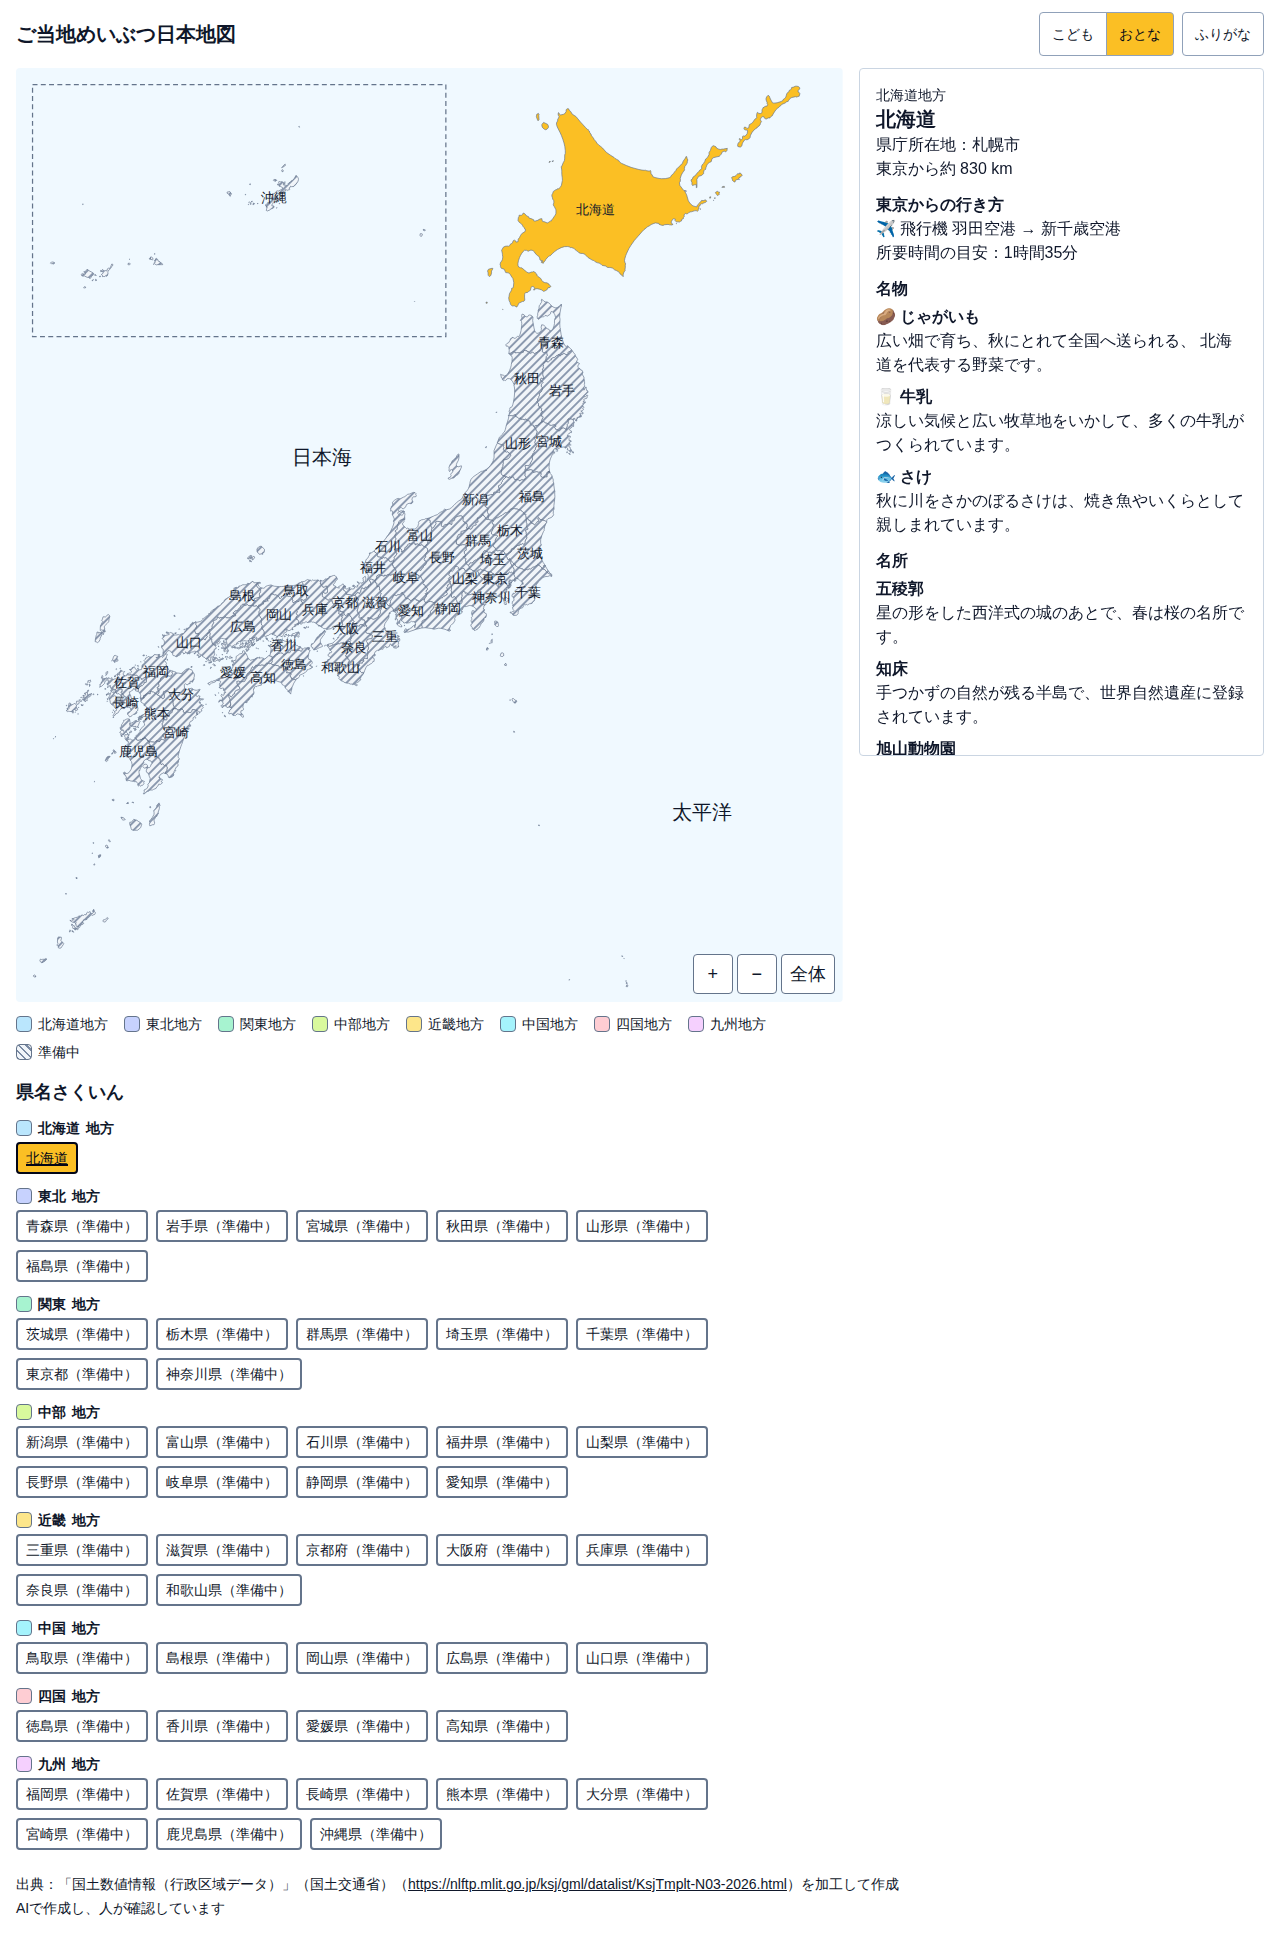 ご当地めいぶつ日本地図
こども
おとな
ふりがな
沖縄
北海道
青森
秋田
岩手
山形
宮城
日本海
新潟
福島
富山
石川
群馬
栃木
長野
埼玉
茨城
福井
岐阜
山梨
東京
島根
鳥取
兵庫
京都
滋賀
愛知
静岡
神奈川
千葉
岡山
広島
大阪
三重
山口
香川
奈良
福岡
徳島
和歌山
佐賀
愛媛
高知
大分
長崎
熊本
宮崎
鹿児島
太平洋
+
−
全体
北海道地方
北海道
県庁所在地：札幌市
東京から約 830 km
東京からの行き方
✈️ 飛行機 羽田空港 → 新千歳空港
所要時間の目安：1時間35分
名物
🥔 じゃがいも
広い畑で育ち、秋にとれて全国へ送られる、 北海
道を代表する野菜です。
🥛 牛乳
涼しい気候と広い牧草地をいかして、多くの牛乳が
つくられています。
🐟 さけ
秋に川をさかのぼるさけは、焼き魚やいくらとして
親しまれています。
名所
五稜郭
星の形をした西洋式の城のあとで、春は桜の名所で
す。
知床
手つかずの自然が残る半島で、世界自然遺産に登録
されています。
旭山動物園
北海道地方 東北地方 関東地方 中部地方 近畿地方 中国地方 四国地方 九州地方
準備中
県名さくいん
北海道 地方
北海道
東北 地方
青森県（準備中） 岩手県（準備中） 宮城県（準備中） 秋田県（準備中） 山形県（準備中）
福島県（準備中）
関東 地方
茨城県（準備中） 栃木県（準備中） 群馬県（準備中） 埼玉県（準備中） 千葉県（準備中）
東京都（準備中） 神奈川県（準備中）
中部 地方
新潟県（準備中） 富山県（準備中） 石川県（準備中） 福井県（準備中） 山梨県（準備中）
長野県（準備中） 岐阜県（準備中） 静岡県（準備中） 愛知県（準備中）
近畿 地方
三重県（準備中） 滋賀県（準備中） 京都府（準備中） 大阪府（準備中） 兵庫県（準備中）
奈良県（準備中） 和歌山県（準備中）
中国 地方
鳥取県（準備中） 島根県（準備中） 岡山県（準備中） 広島県（準備中） 山口県（準備中）
四国 地方
徳島県（準備中） 香川県（準備中） 愛媛県（準備中） 高知県（準備中）
九州 地方
福岡県（準備中） 佐賀県（準備中） 長崎県（準備中） 熊本県（準備中） 大分県（準備中）
宮崎県（準備中） 鹿児島県（準備中） 沖縄県（準備中）
出典：「国土数値情報（行政区域データ）」（国土交通省）（https://nlftp.mlit.go.jp/ksj/gml/datalist/KsjTmplt-N03-2026.html）を加工して作成
AIで作成し、人が確認しています